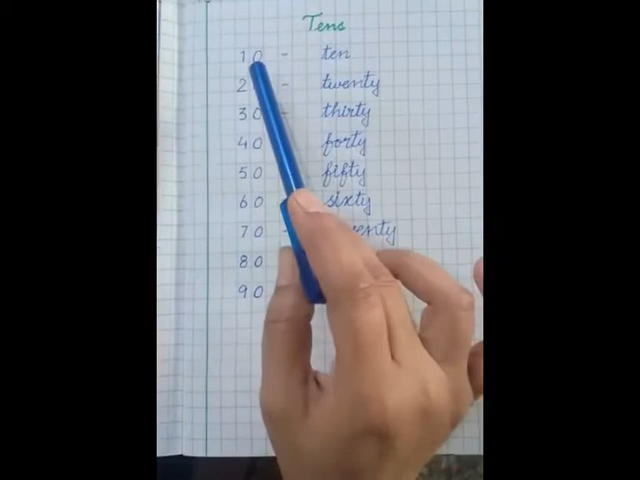 Tens
10 - ten
2 - twenty
30 - thirty
40 forty
50 fifty
60 sixty
70 -
80
90